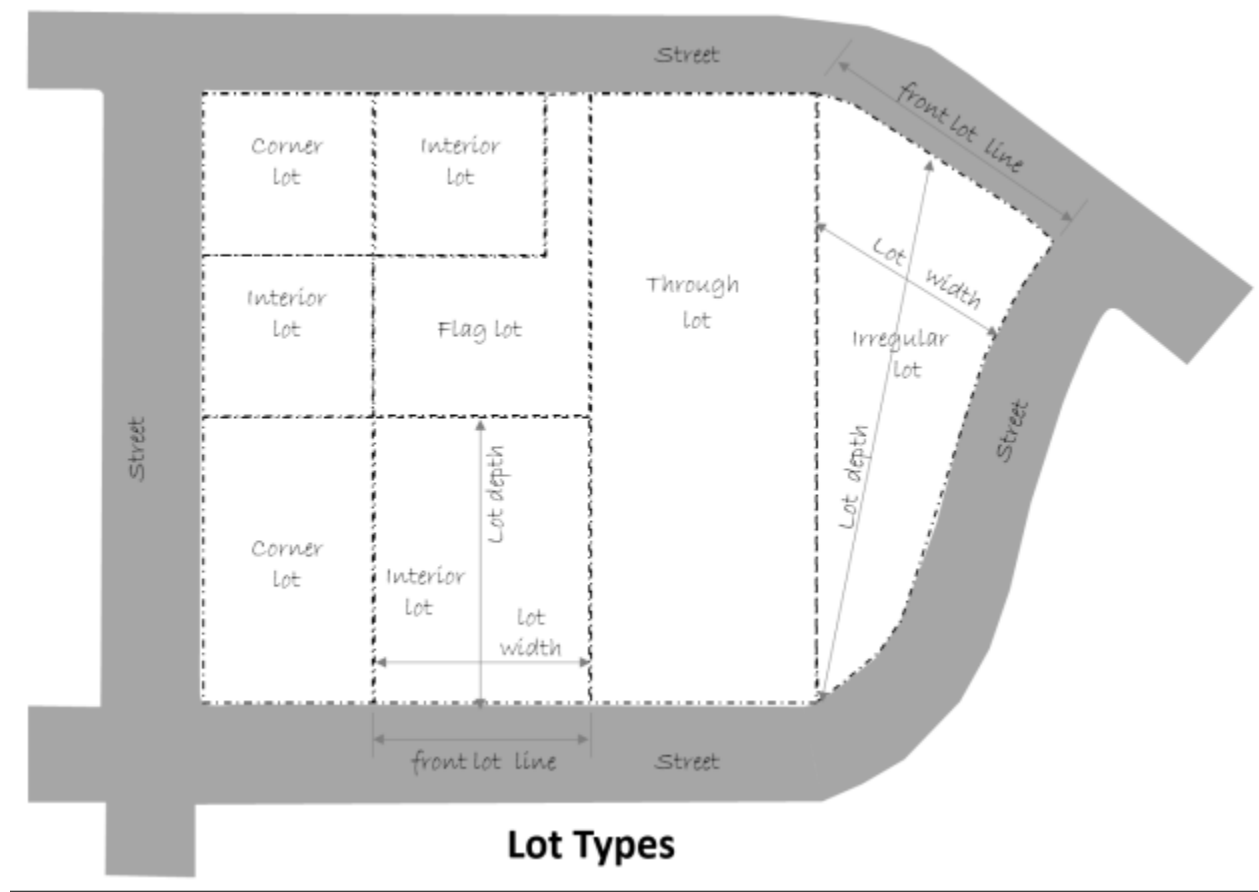 Street
front lot line
Corner
lot
Interior
lot
Lot width
Through
lot
Interior
lot
Flag lot
Irregular
lot
Street
Street
Lot depth
Lot depth
Corner
lot
Interior
lot
lot
width
front lot line
Street
Lot Types